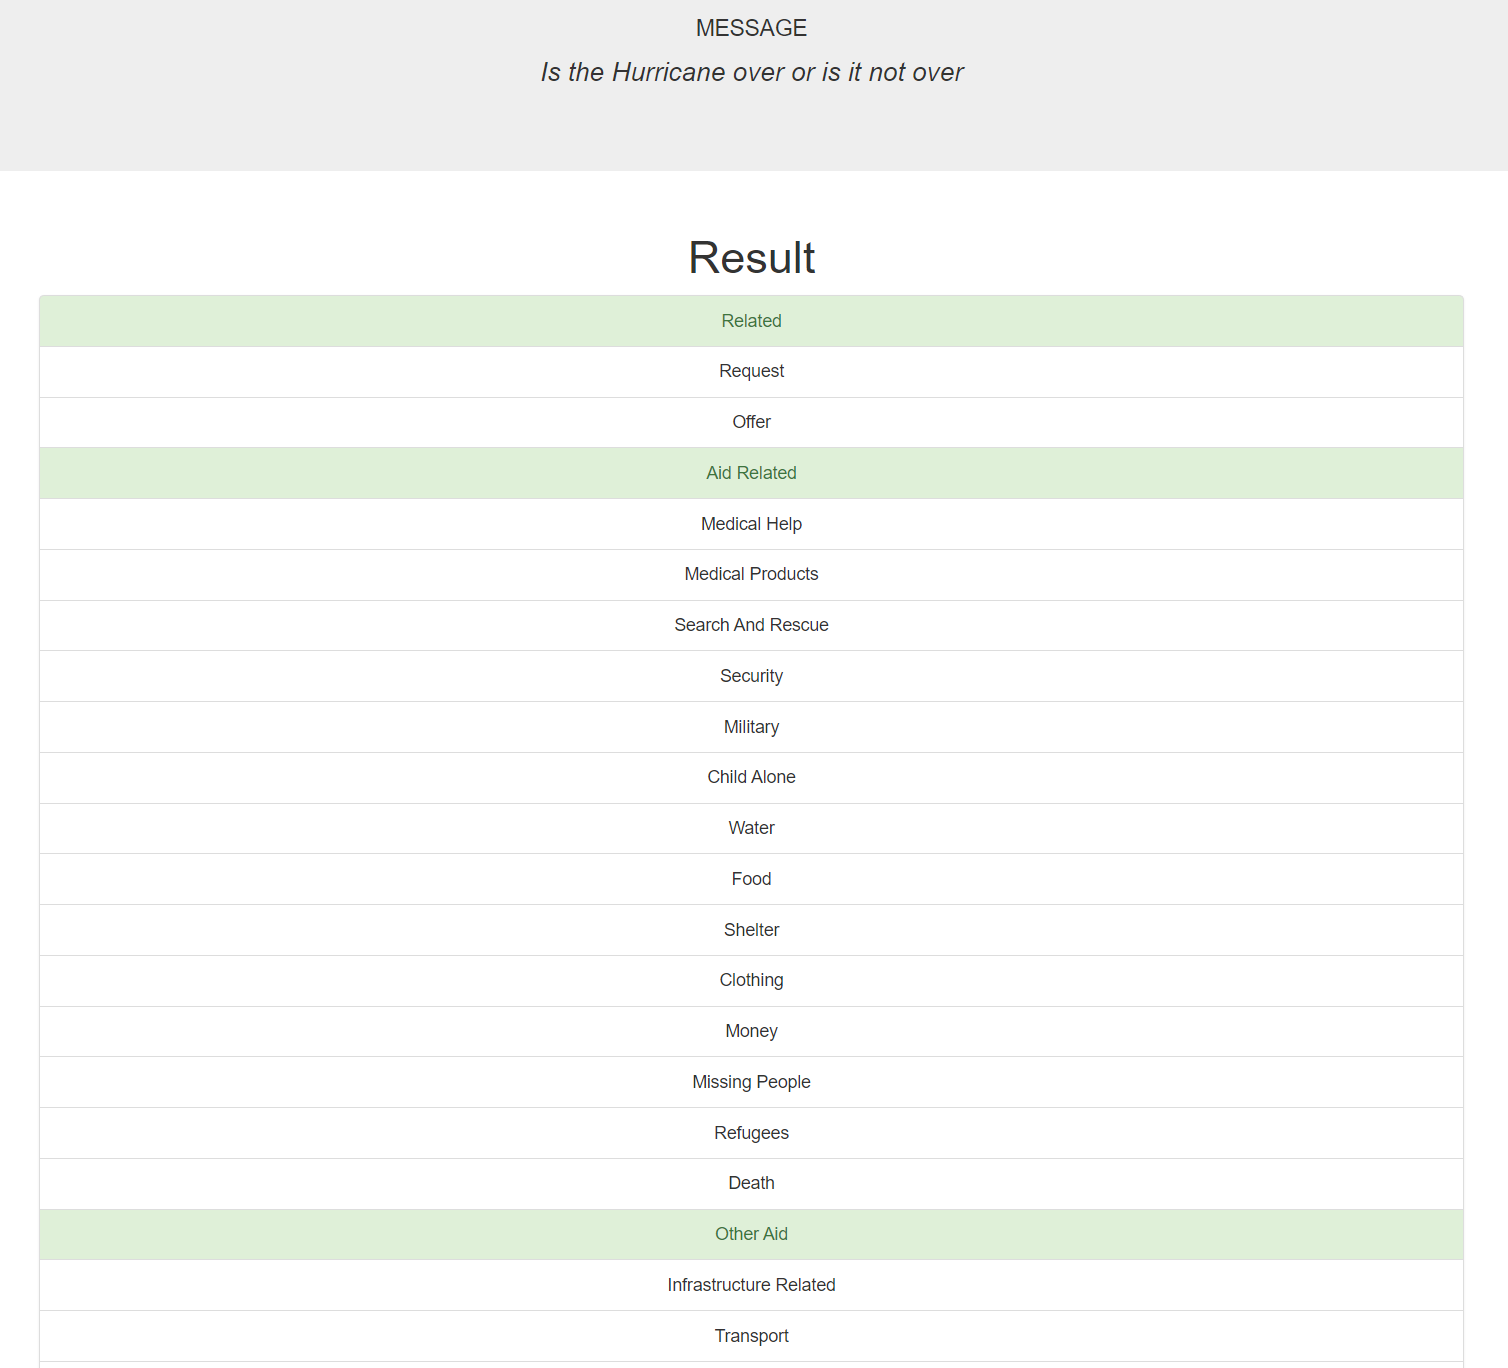 MESSAGE
Is the Hurricane over or is it not over
Result
Related
Request
Offer
Aid Related
Medical Help
Medical Products
Search And Rescue
Security
Military
Child Alone
Water
Food
Shelter
Clothing
Money
Missing People
Refugees
Death
Other Aid
Infrastructure Related
Transport